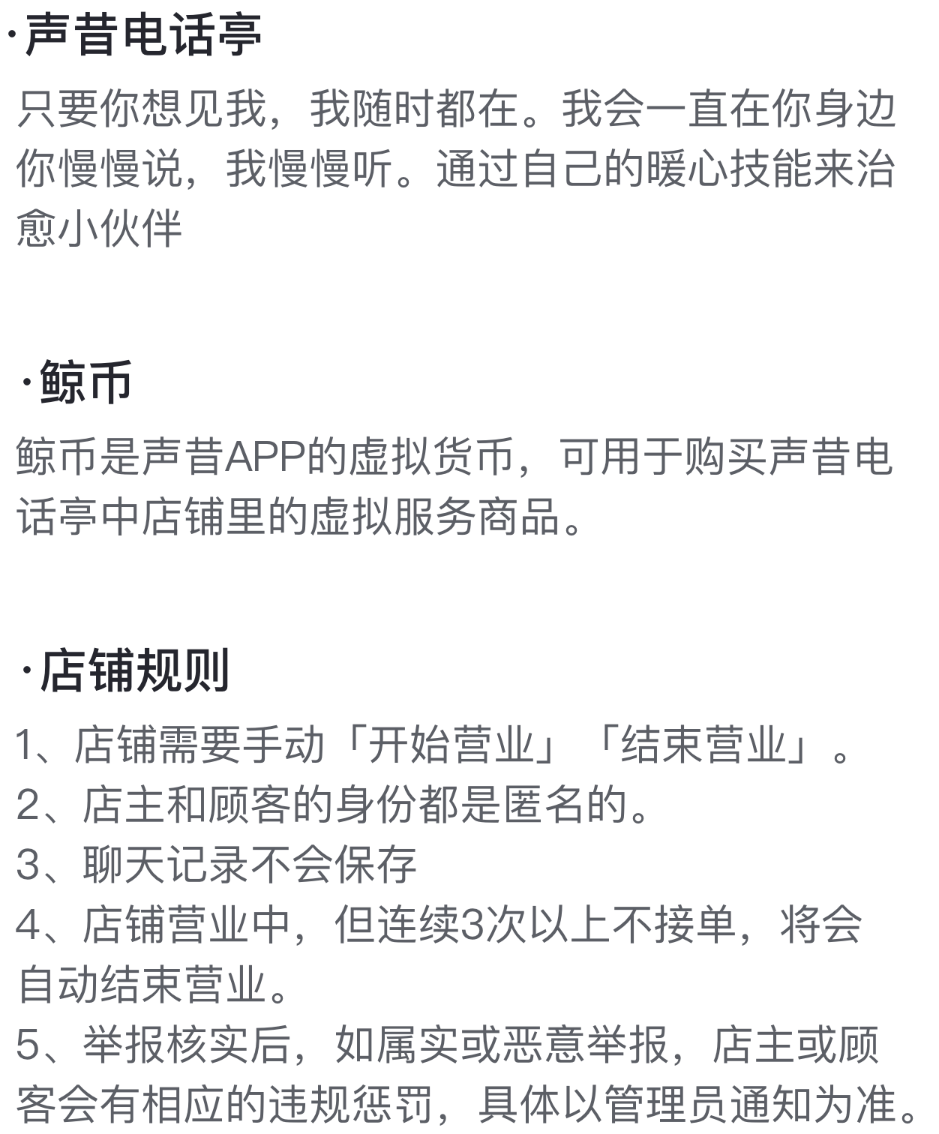 ·声昔电话亭
只要你想见我，我随时都在。我会一直在你身边
你慢慢说，我慢慢听。通过自己的暖心技能来治
愈小伙伴
·鲸币
鲸币是声昔APP的虚拟货币，可用于购买声昔电
话亭中店铺里的虚拟服务商品。
·店铺规则
1、店铺需要手动「开始营业」「结束营业」。
2、店主和顾客的身份都是匿名的。
3、聊天记录不会保存
4、店铺营业中，但连续3次以上不接单，将会
自动结束营业。
5、举报核实后，如属实或恶意举报，店主或顾
客会有相应的违规惩罚，具体以管理员通知为准。